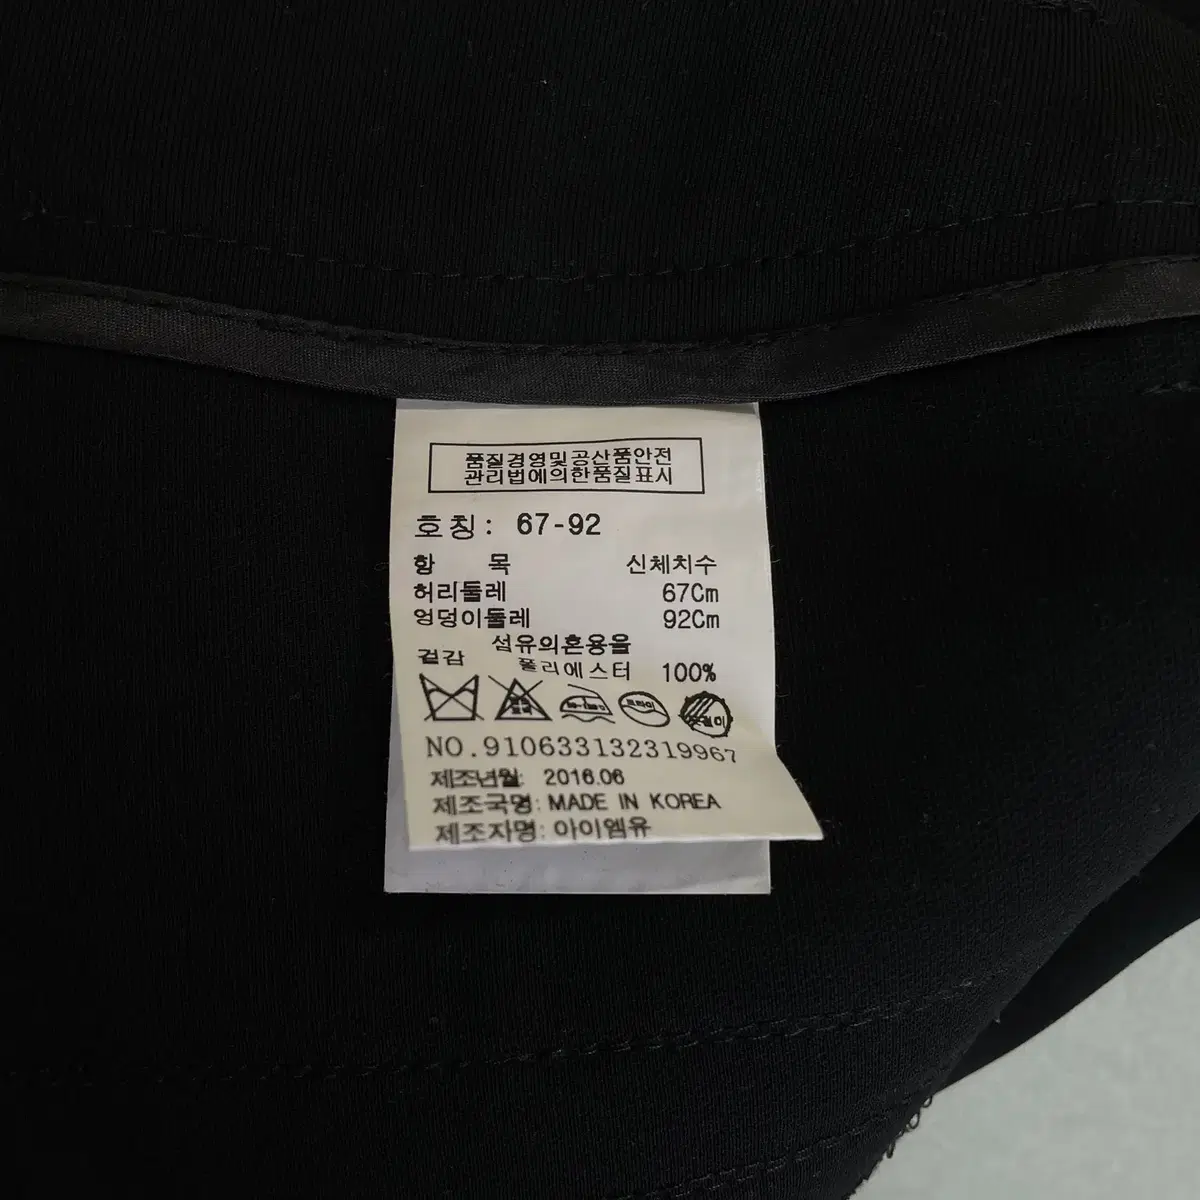 품질경영및공산품안전
관리법에의한품질표시
호칭: 67-92
항 목 신체치수
허리둘레 67Cm
엉덩이둘레 92Cm
섬유의혼용율
겉감 폴리에스터 100%
드라이
NO.910633132319967
제조년월: 2016.06
제조국명: MADE IN KOREA
제조자명: 아이엠유